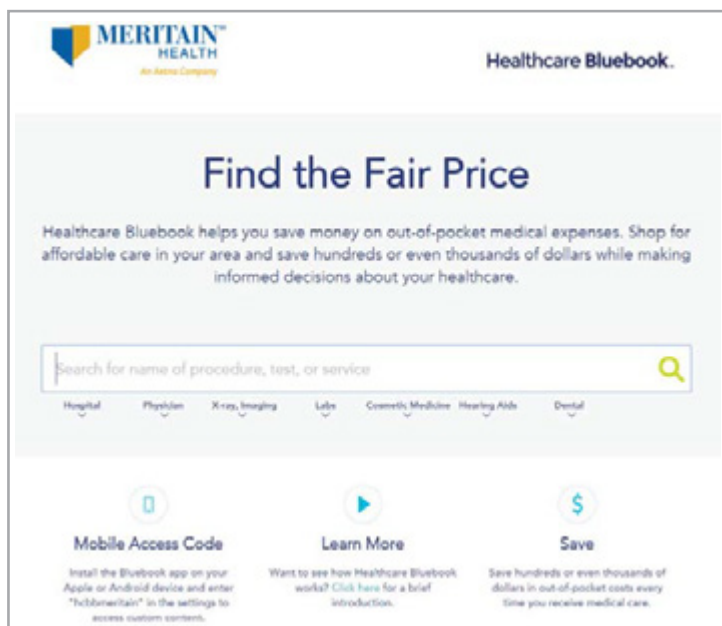 MERITAIN™
HEALTH
An Aetna Company
Healthcare Bluebook.
Find the Fair Price
Healthcare Bluebook helps you save money on out-of-pocket medical expenses. Shop for
affordable care in your area and save hundreds or even thousands of dollars while making
informed decisions about your healthcare.
Search for name of procedure, test, or service
Hospital Physician X-ray, Imaging Labs Cosmetic Medicine Hearing Aids Dental
Mobile Access Code
Install the Bluebook app on your
Apple or Android device and enter
"hcbbmeritain" in the settings to
access custom content.
Learn More
Want to see how Healthcare Bluebook
works? Click here for a brief
introduction.
$
Save
Save hundreds or even thousands of
dollars in out-of-pocket costs every
time you receive medical care.